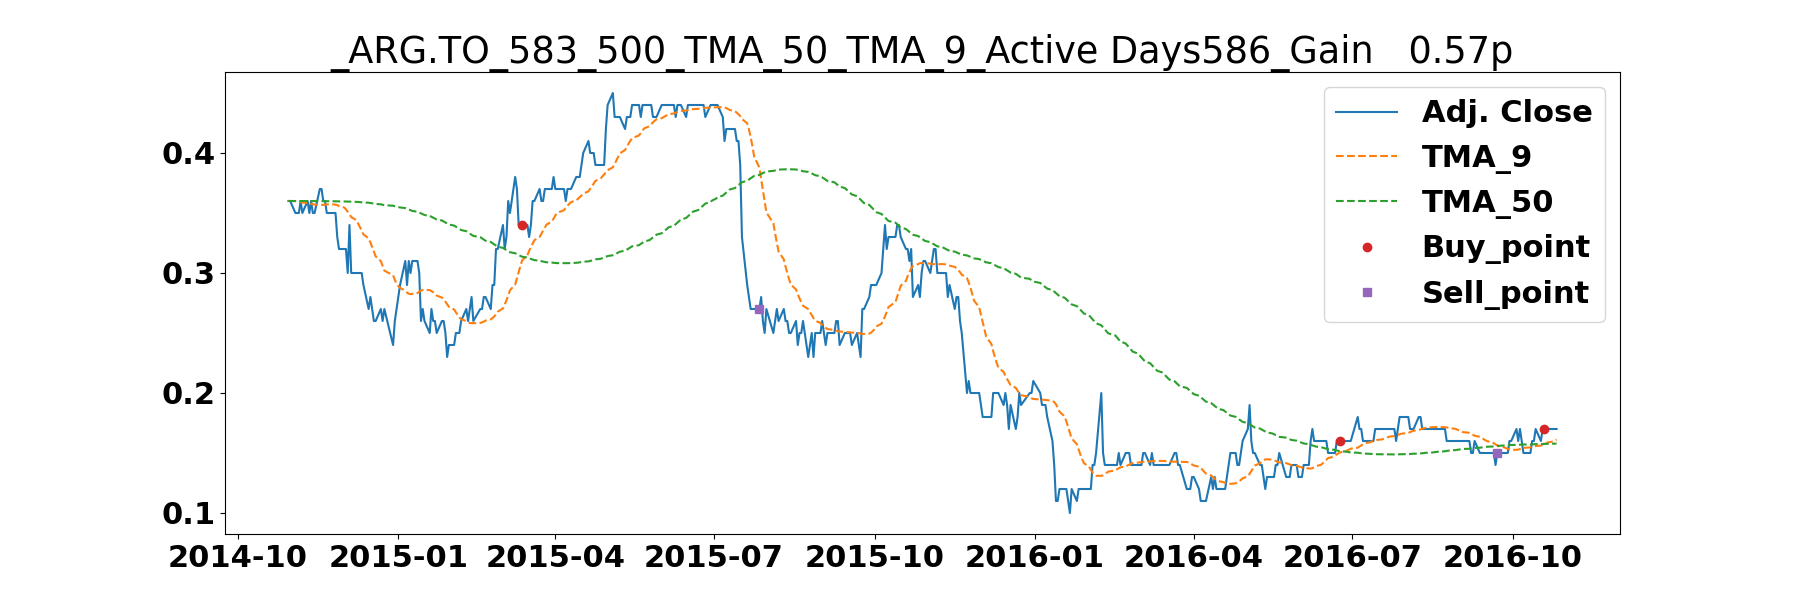 _ARG.TO_583_500_TMA_50_TMA_9_Active Days586_Gain   0.57p
Adj. Close
TMA_9
TMA_50
Buy_point
Sell_point
0.4
0.3
0.2
0.1
2014-10 2015-01 2015-04 2015-07 2015-10 2016-01 2016-04 2016-07 2016-10